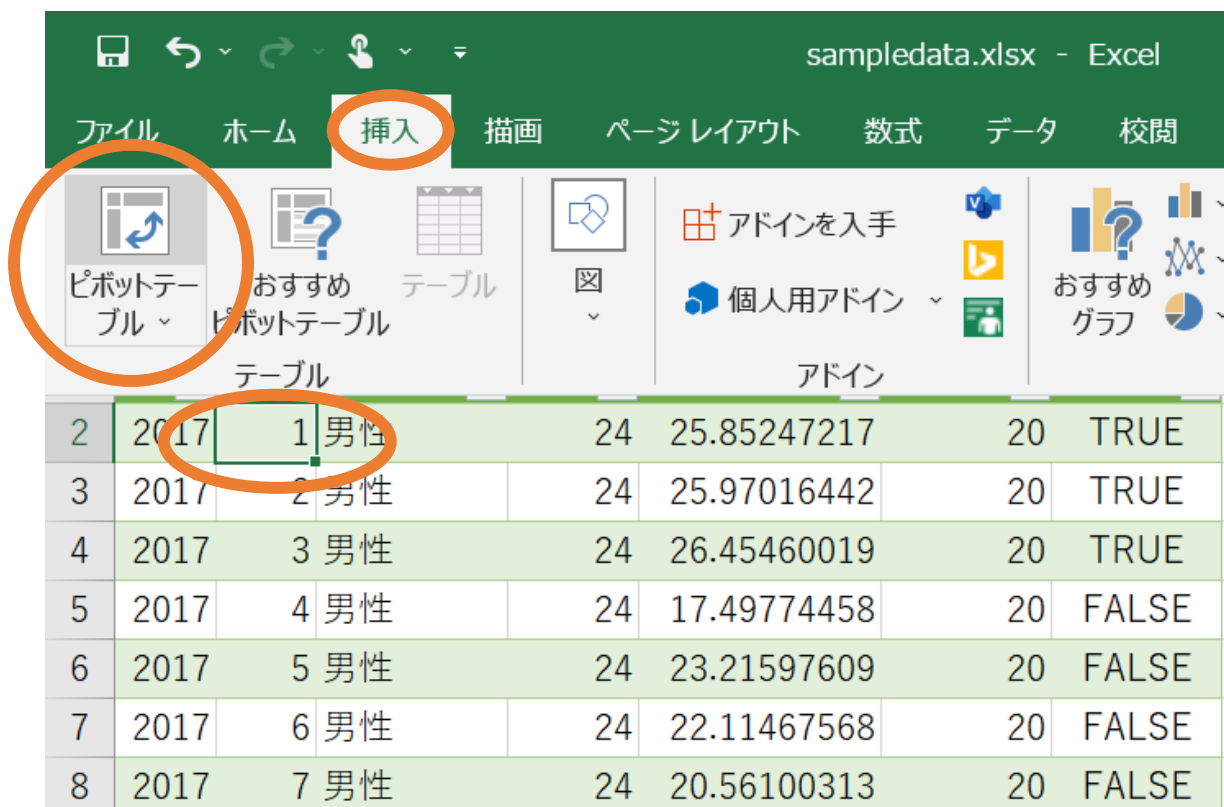 sampledata.xlsx - Excel
ファイル ホーム 挿入 描画 ページ レイアウト 数式 データ 校閲
ピボットテー
ブル
おすすめ
ピボットテーブル
テーブル
図
アドインを入手
個人用アドイン
おすすめ
グラフ
テーブル
アドイン
2 2017 1 男性 24 25.85247217 20 TRUE
3 2017 2 男性 24 25.97016442 20 TRUE
4 2017 3 男性 24 26.45460019 20 TRUE
5 2017 4 男性 24 17.49774458 20 FALSE
6 2017 5 男性 24 23.21597609 20 FALSE
7 2017 6 男性 24 22.11467568 20 FALSE
8 2017 7 男性 24 20.56100313 20 FALSE